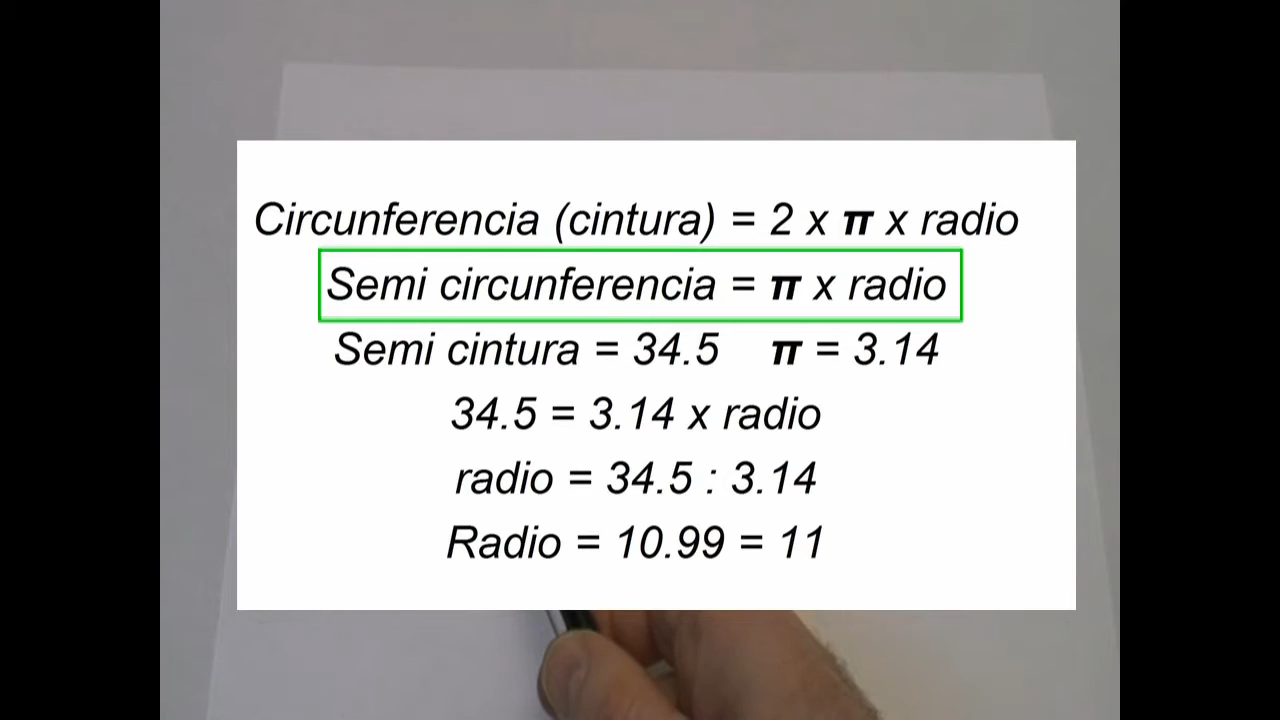 Circunferencia (cintura) = 2 x π x radio
Semi circunferencia = π x radio
Semi cintura = 34.5 π = 3.14
34.5 = 3.14 x radio
radio = 34.5 : 3.14
Radio = 10.99 = 11